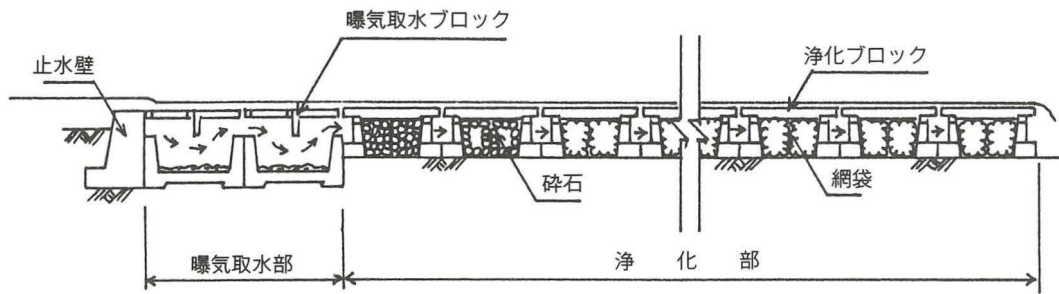 曝気取水ブロック
止水壁
浄化ブロック
砕石
網袋
曝気取水部
浄化部